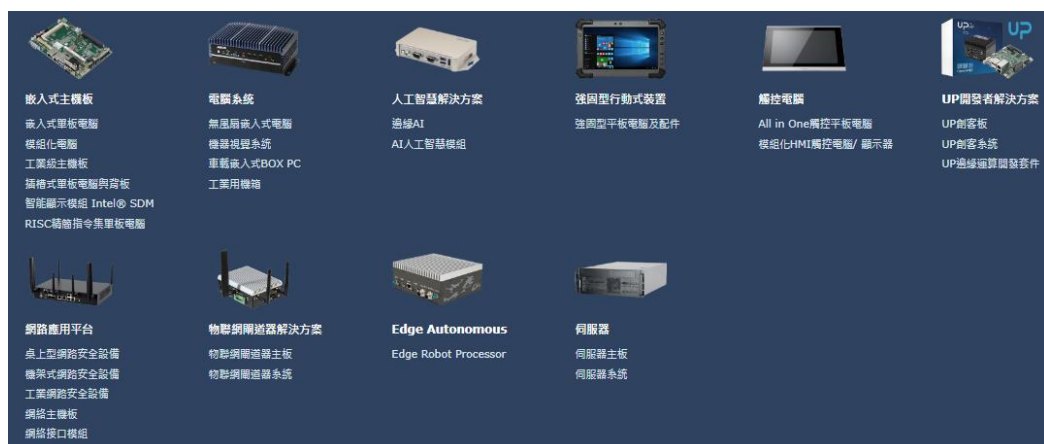 UP
UP
嵌入式主機板
嵌入式單板電腦
模組化電腦
工業級主機板
插槽式單板電腦與背板
智能顯示模組 Intel® SDM
RISC精簡指令集單板電腦
電腦系統
無風扇嵌入式電腦
機器視覺系統
車載嵌入式BOX PC
工業用機箱
人工智慧解決方案
邊緣AI
AI人工智慧模組
強固型行動式裝置
強固型平板電腦及配件
觸控電腦
All in One觸控平板電腦
模組化HMI觸控電腦/ 顯示器
UP開發者解決方案
UP創客板
UP創客系統
UP邊緣運算開發套件
網路應用平台
桌上型網路安全設備
機架式網路安全設備
工業網路安全設備
網絡主機板
網絡接口模組
物聯網閘道器解決方案
物聯網閘道器主板
物聯網閘道器系統
Edge Autonomous
Edge Robot Processor
伺服器
伺服器主板
伺服器系統